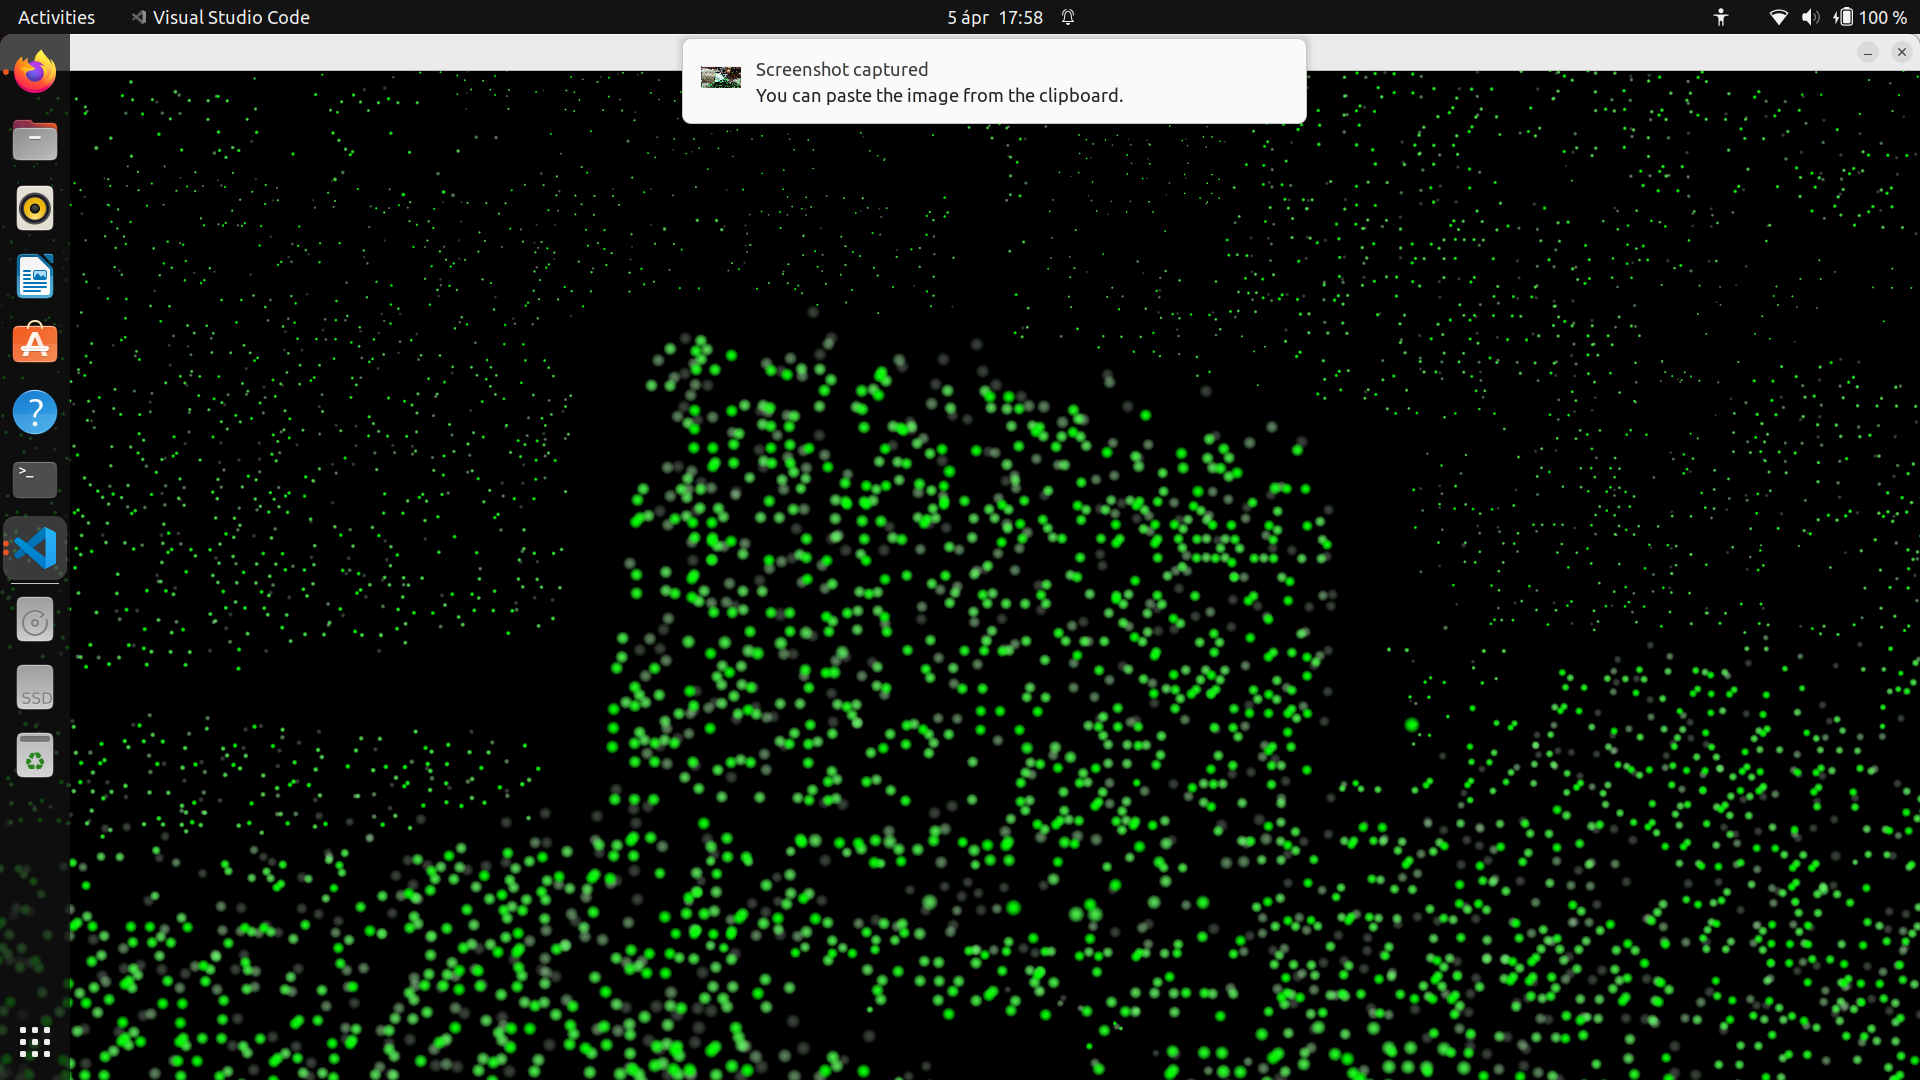 Activities
Visual Studio Code
5 ápr 17:58
100 %
Screenshot captured
You can paste the image from the clipboard.
>_
?
SSD